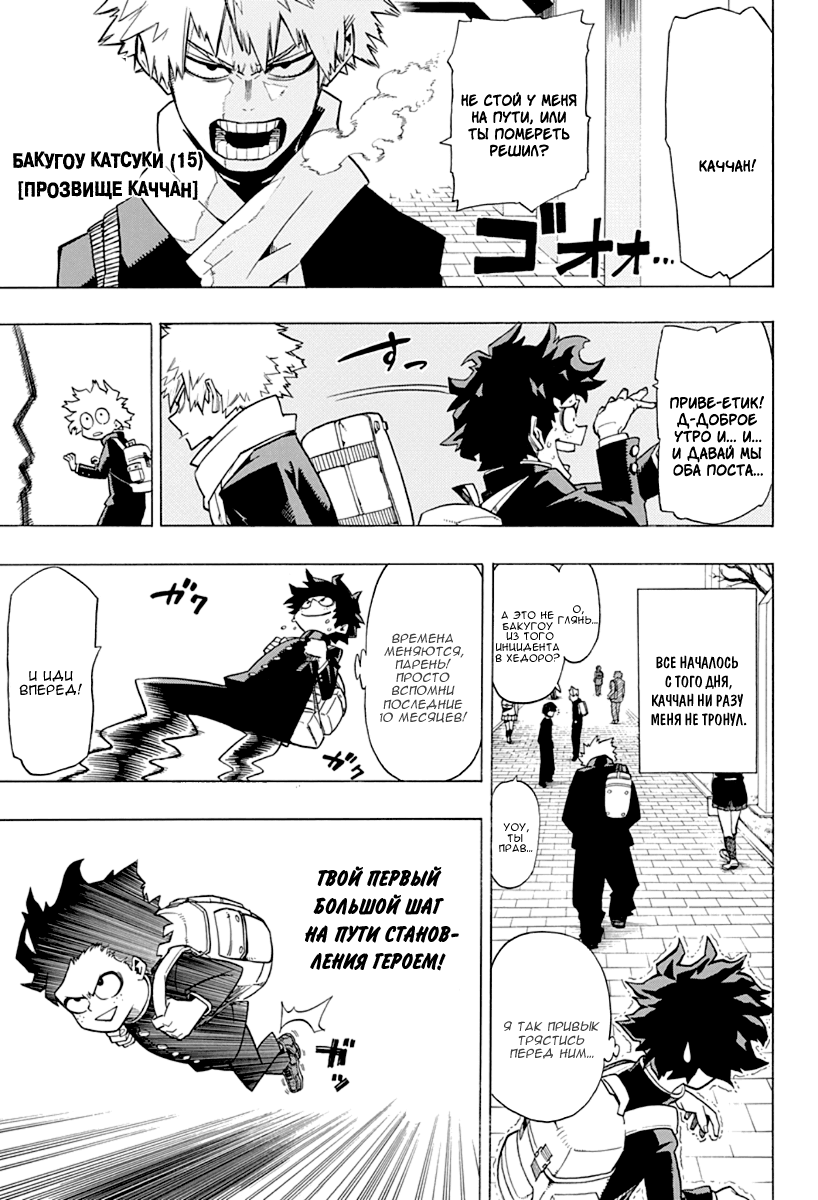 КАЧЧАН!
НЕ СТОЙ У МЕНЯ
НА ПУТИ, ИЛИ
ТЫ ПОМЕРЕТЬ
РЕШИЛ?
БАКУГОУ КАТСУКИ (15)
[ПРОЗВИЩЕ КАЧЧАН]
ゴオォォ...
ПРИВЕ-ЕТИК!
Д-ДОБРОЕ
УТРО И... И...
И ДАВАЙ МЫ
ОБА ПОСТА...
すっ
О,
ГЛЯНЬ...
А ЭТО НЕ
БАКУГОУ
ИЗ ТОГО
ИНЦИДЕНТА
В ХЕДОРО?
ВСЕ НАЧАЛОСЬ
С ТОГО ДНЯ,
КАЧЧАН НИ РАЗУ
МЕНЯ НЕ ТРОНУЛ.
УОУ,
ТЫ
ПРАВ...
Я ТАК ПРИВЫК
ТРЯСТИСЬ
ПЕРЕД НИМ...
ВРЕМЕНА
МЕНЯЮТСЯ,
ПАРЕНЬ!
ПРОСТО
ВСПОМНИ
ПОСЛЕДНИЕ
10 МЕСЯЦЕВ!
ガク
ガク
И ИДИ
ВПЕРЕД!
ТВОЙ ПЕРВЫЙ
БОЛЬШОЙ ШАГ
НА ПУТИ СТАНОВ-
ЛЕНИЯ ГЕРОЕМ!
ガッ